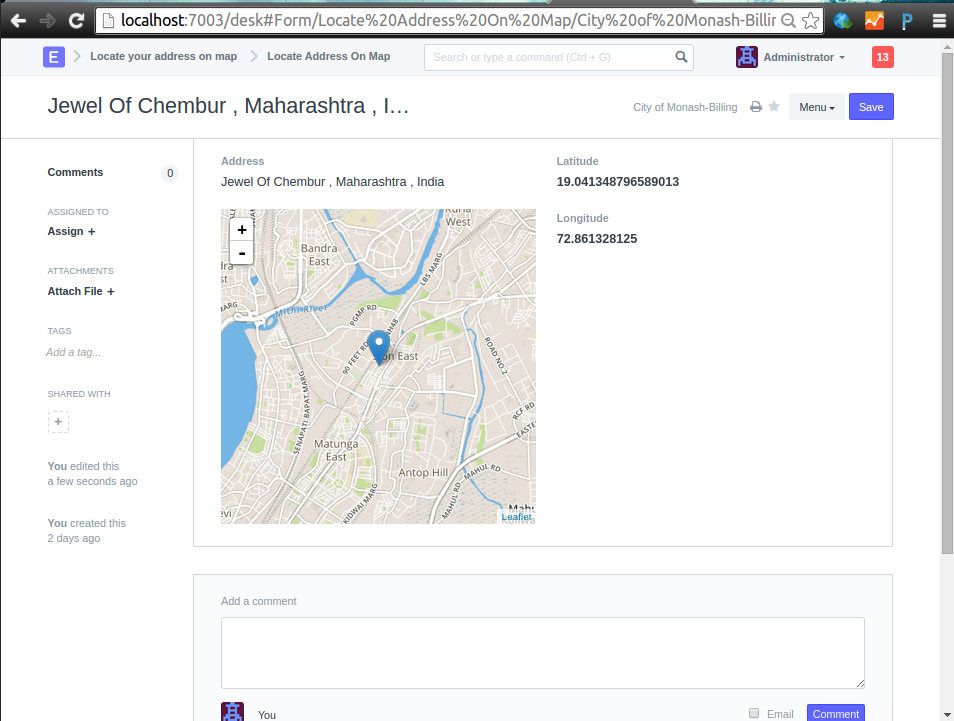 localhost:7003/desk#Form/Locate%20Address%20On%20Map/City%20of%20Monash-Billir
E Locate your address on map Locate Address On Map Search or type a command (Ctrl + G) Administrator 13
Jewel Of Chembur , Maharashtra , I… City of Monash-Billing Menu Save
Comments 0
ASSIGNED TO
Assign +
ATTACHMENTS
Attach File +
TAGS
Add a tag...
SHARED WITH
+
You edited this
a few seconds ago
You created this
2 days ago
Address
Jewel Of Chembur , Maharashtra , India
Latitude
19.041348796589013
Longitude
72.861328125
+
-
Kurla
West
Bandra
East
LBS MARG
Mithi River
PGMP RD
90 FEET RD
NH48
Sion East
ROAD NO.2
SENAPATI BAPAT MARG
RCF RD
EASTE
Matunga
East
Antop Hill
MAHUL RD
MAHUL RD
KIDWAI MARG
Leaflet
Add a comment
You Email Comment